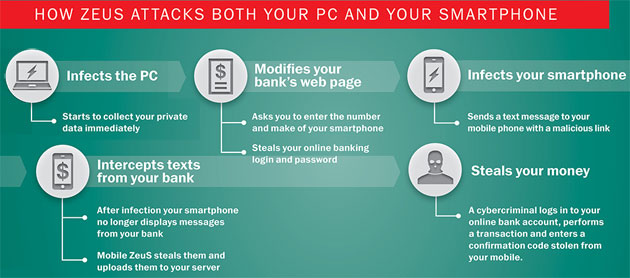 HOW ZEUS ATTACKS BOTH YOUR PC AND YOUR SMARTPHONE
Infects the PC
Starts to collect your private
data immediately
Modifies your
bank's web page
Asks you to enter the number
and make of your smartphone
Steals your online banking
login and password
Infects your smartphone
Sends a text message to your
mobile phone with a malicious link
Intercepts texts
from your bank
After infection your smartphone
no longer displays messages
from your bank
Mobile ZeuS steals them and
uploads them to your server
Steals your money
A cybercriminal logs in to your
online bank account, performs
a transaction and enters a
confirmation code stolen from
your mobile.